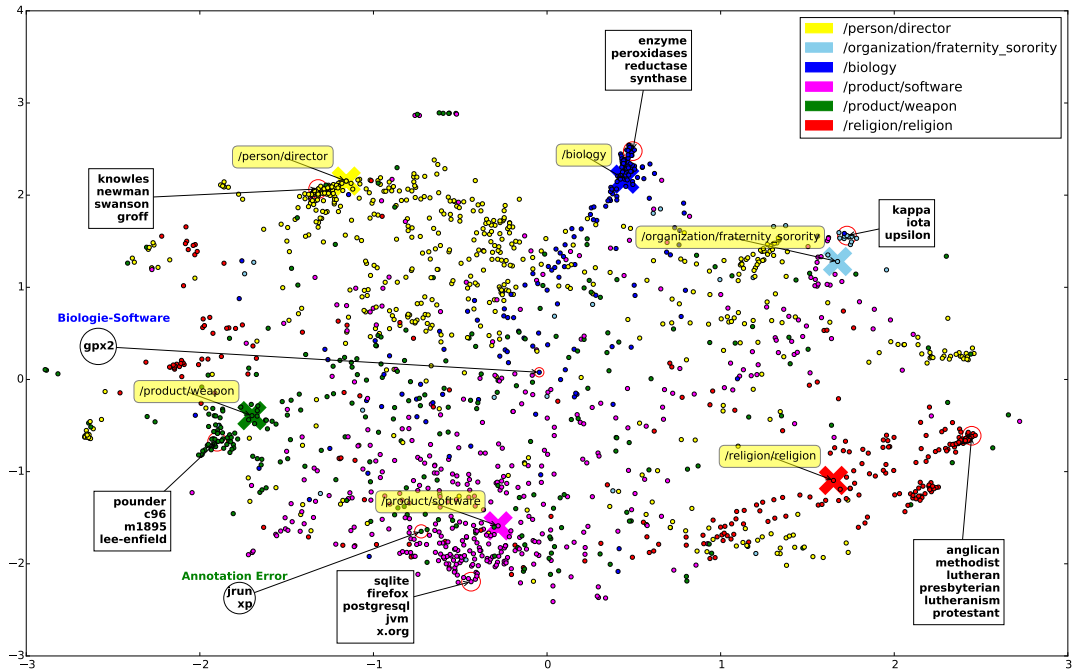 4
3
2
1
0
−1
−2
−3
−3
−2
−1
0
1
2
3
/person/director
/organization/fraternity_sorority
/biology
/product/software
/product/weapon
/religion/religion
enzyme
peroxidases
reductase
synthase
/person/director
/biology
knowles
newman
swanson
groff
kappa
iota
upsilon
/organization/fraternity_sorority
Biologie-Software
gpx2
/product/weapon
/religion/religion
/product/software
pounder
c96
m1895
lee-enfield
Annotation Error
jrun
xp
sqlite
firefox
postgresql
jvm
x.org
anglican
methodist
lutheran
presbyterian
lutheranism
protestant